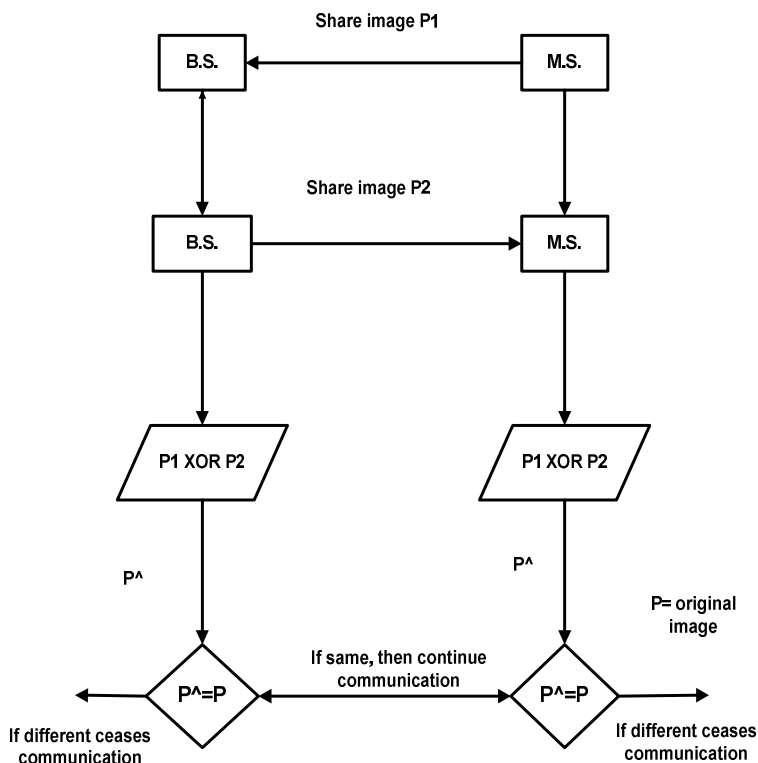 Share image P1
B.S.
M.S.
Share image P2
B.S.
M.S.
P1 XOR P2
P1 XOR P2
P^
P^
P= original
image
If same, then continue
communication
P^=P
P^=P
If different ceases
communication
If different ceases
communication